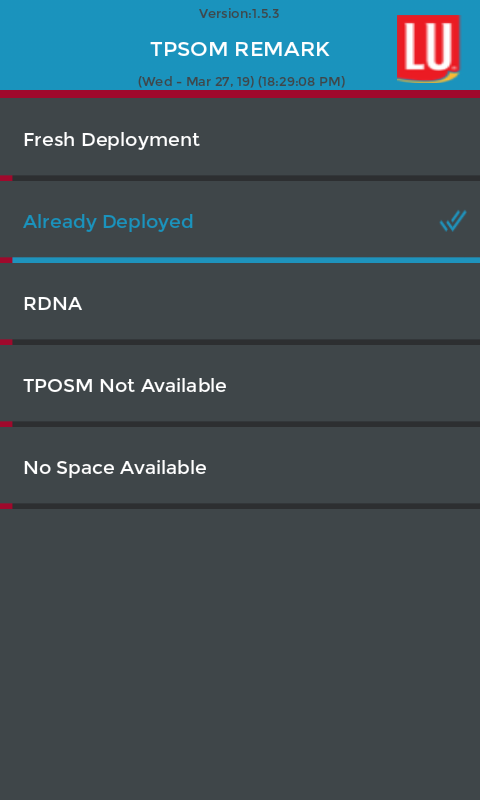 Version:1.5.3
TPSOM REMARK
(Wed - Mar 27, 19) (18:29:08 PM)
LU
Fresh Deployment
Already Deployed
RDNA
TPOSM Not Available
No Space Available